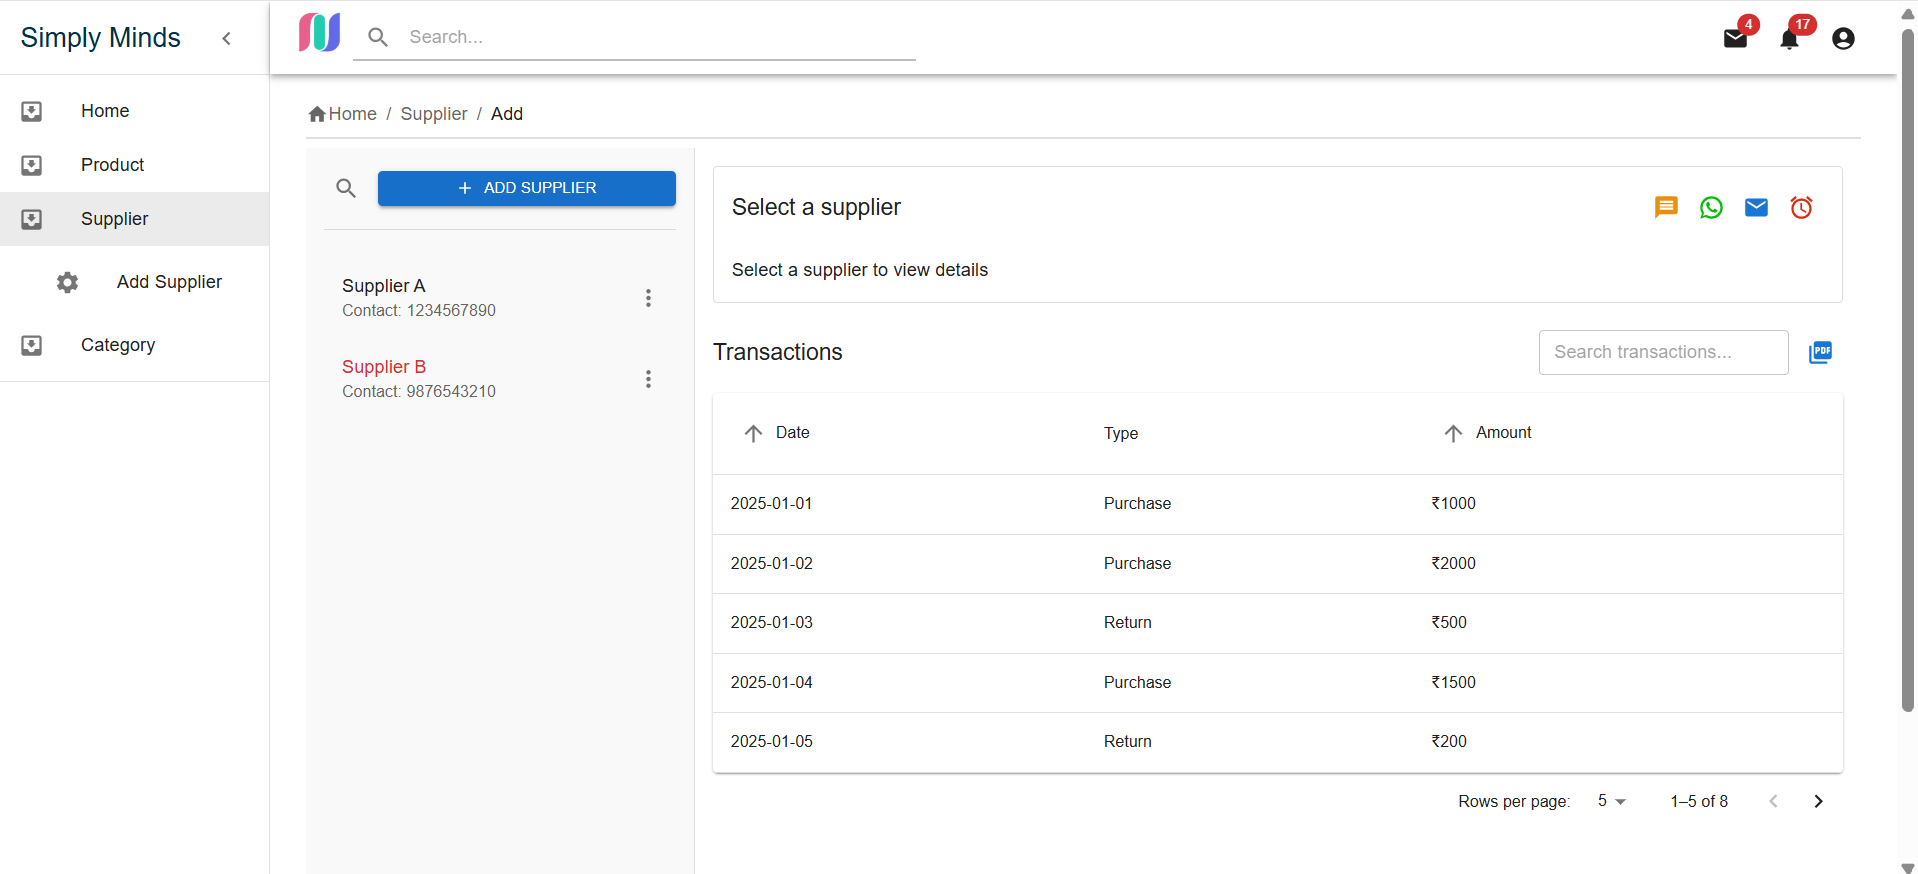 Simply Minds
Search...
4
17
Home
Product
Supplier
Add Supplier
Category
Home / Supplier / Add
ADD SUPPLIER
Supplier A
Contact: 1234567890
Supplier B
Contact: 9876543210
Select a supplier
Select a supplier to view details
Transactions
Search transactions...
PDF
Date Type Amount
2025-01-01 Purchase ₹1000
2025-01-02 Purchase ₹2000
2025-01-03 Return ₹500
2025-01-04 Purchase ₹1500
2025-01-05 Return ₹200
Rows per page: 5 1–5 of 8